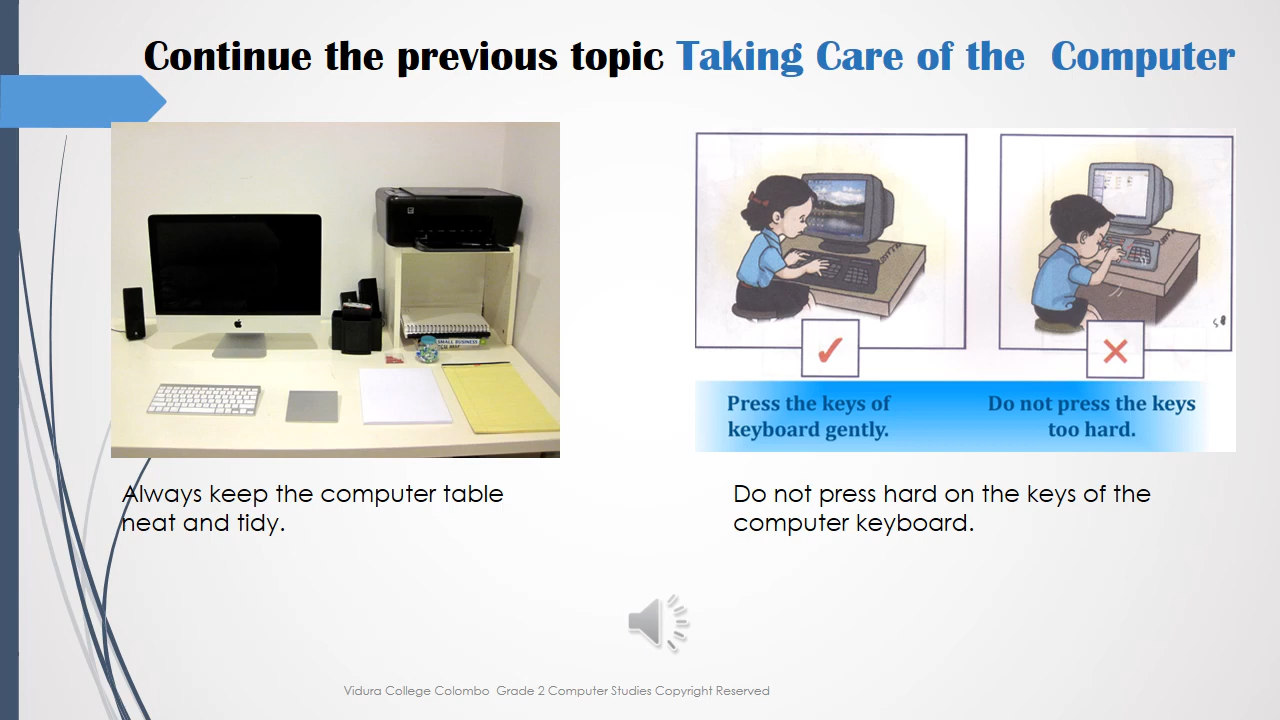 Continue the previous topic Taking Care of the Computer
SMALL BUSINESS
Press the keys of
keyboard gently.
Do not press the keys
too hard.
Always keep the computer table
neat and tidy.
Do not press hard on the keys of the
computer keyboard.
Vidura College Colombo Grade 2 Computer Studies Copyright Reserved